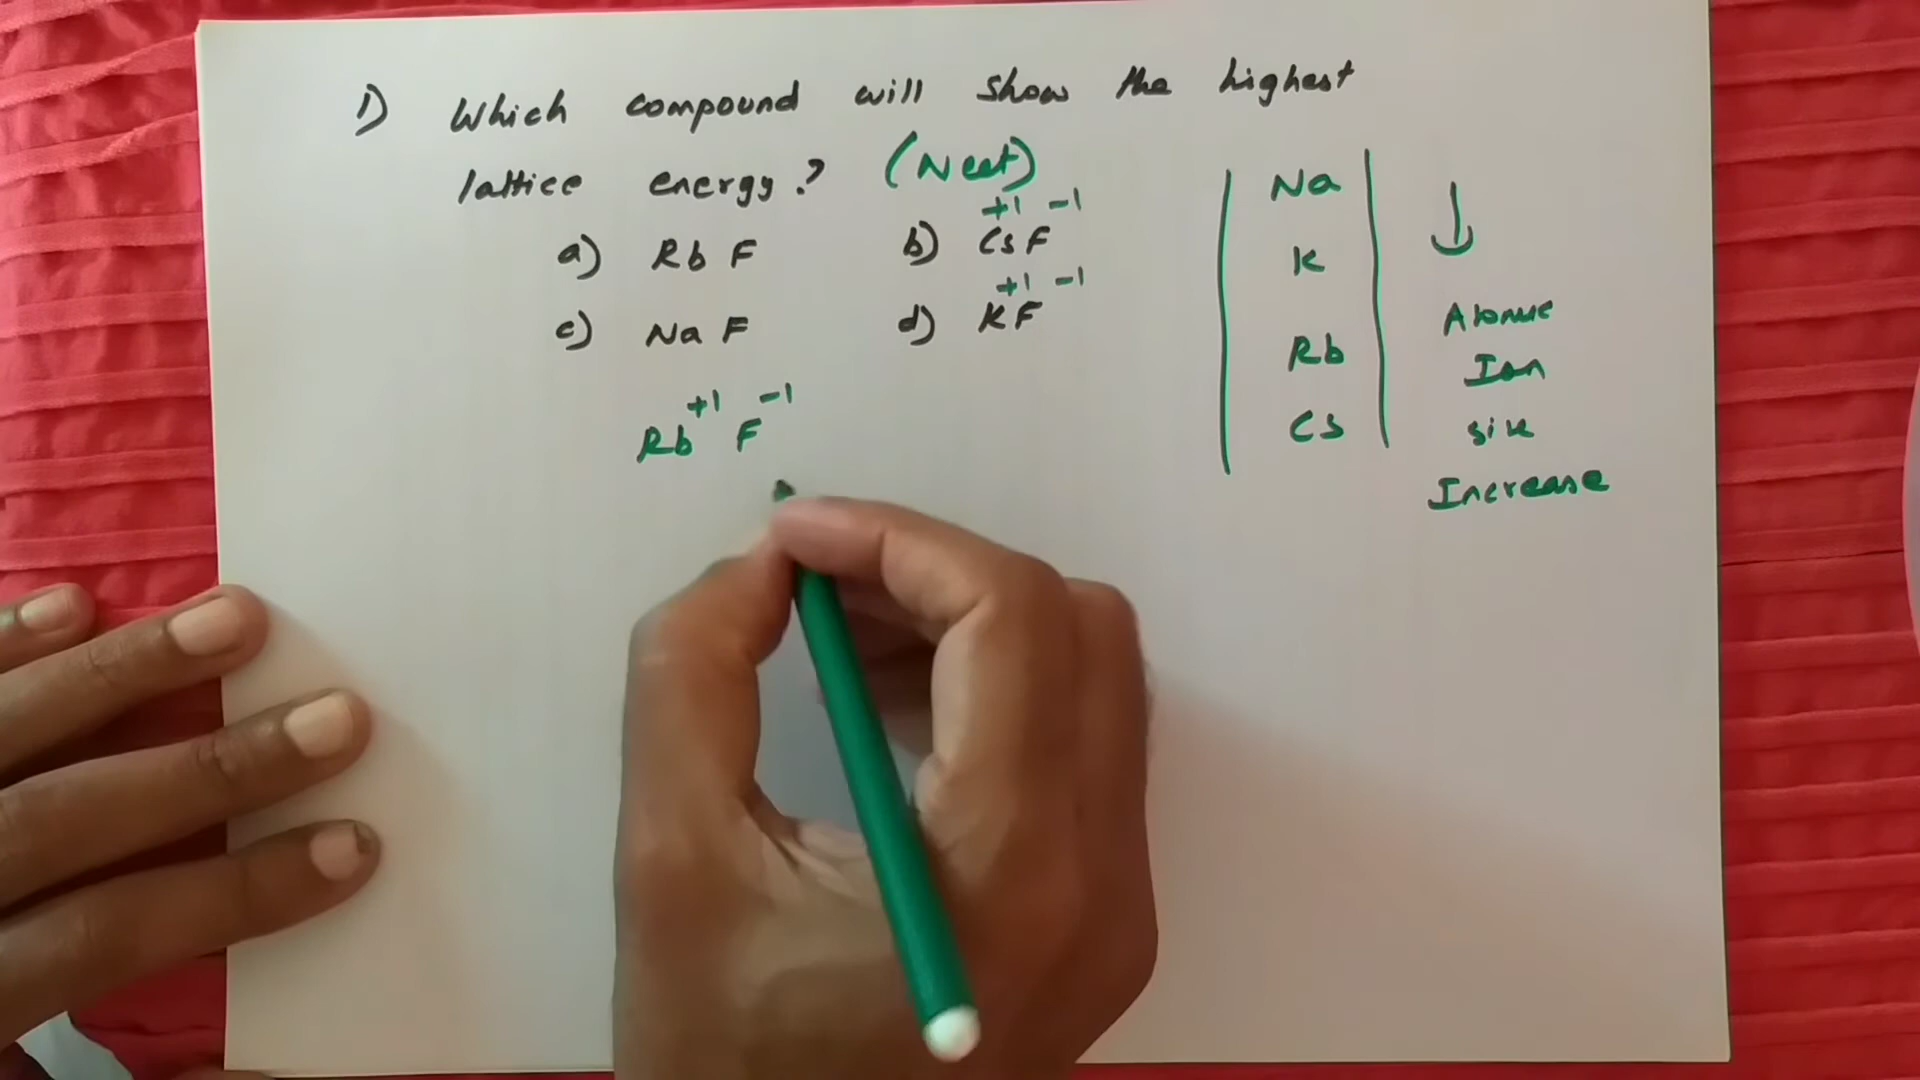 1) Which compound will show the highest
lattice energy? (Neet)
+1 -1
a) Rb F b) Cs F
+1 -1
c) Na F d) K F
+1 -1
Rb F
Na
K
Rb
Cs
↓
Atomic
Ion
size
Increase